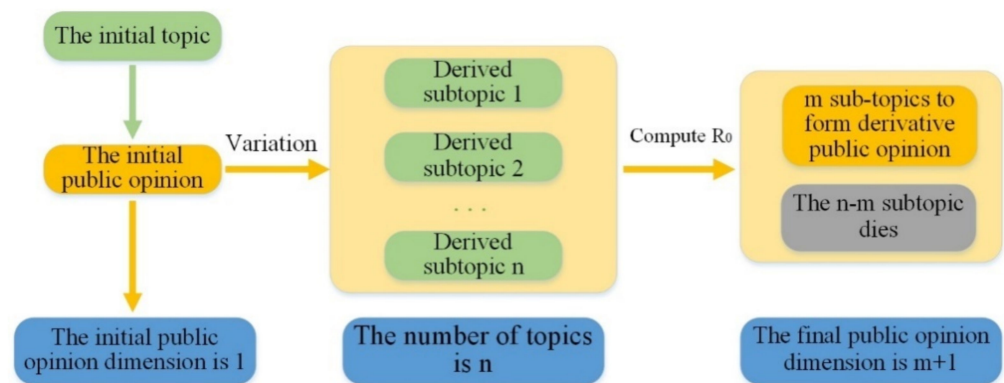 The initial topic
The initial
public opinion
The initial public
opinion dimension is 1
Variation
Derived
subtopic 1
Derived
subtopic 2
. . .
Derived
subtopic n
The number of topics
is n
Compute R₀
m sub-topics to
form derivative
public opinion
The n-m subtopic
dies
The final public opinion
dimension is m+1